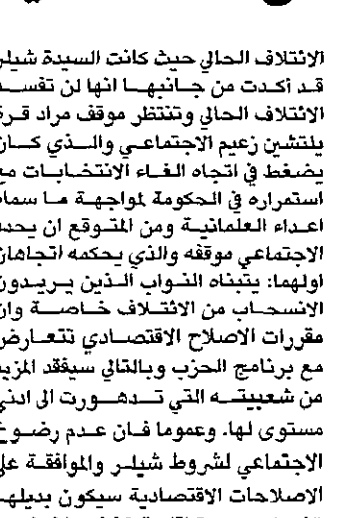 الائتلاف الحالي حيث كانت السيدة شيلر
قد أكدت من جانبها انها لن تفسد
الائتلاف الحالي وتنتظر موقف مراد قرة
يلتشين زعيم الاجتماعي والذي كان
يضغط في اتجاه الغاء الانتخابات مع
استمراره في الحكومة لمواجهة ما سماه
اعداء العلمانية ومن المتوقع ان يحدد
الاجتماعي موقفه والذي يحكمه اتجاهان
اولهما: يتبناه النواب الذين يريدون
الانسحاب من الائتلاف خاصة وان
مقررات الاصلاح الاقتصادي تتعارض
مع برنامج الحزب وبالتالي سيفقد المزيد
من شعبيته التي تدهورت الى ادنى
مستوى لها. وعموما فان عدم رضوخ
الاجتماعي لشروط شيلر والموافقة على
الاصلاحات الاقتصادية سيكون بديلها